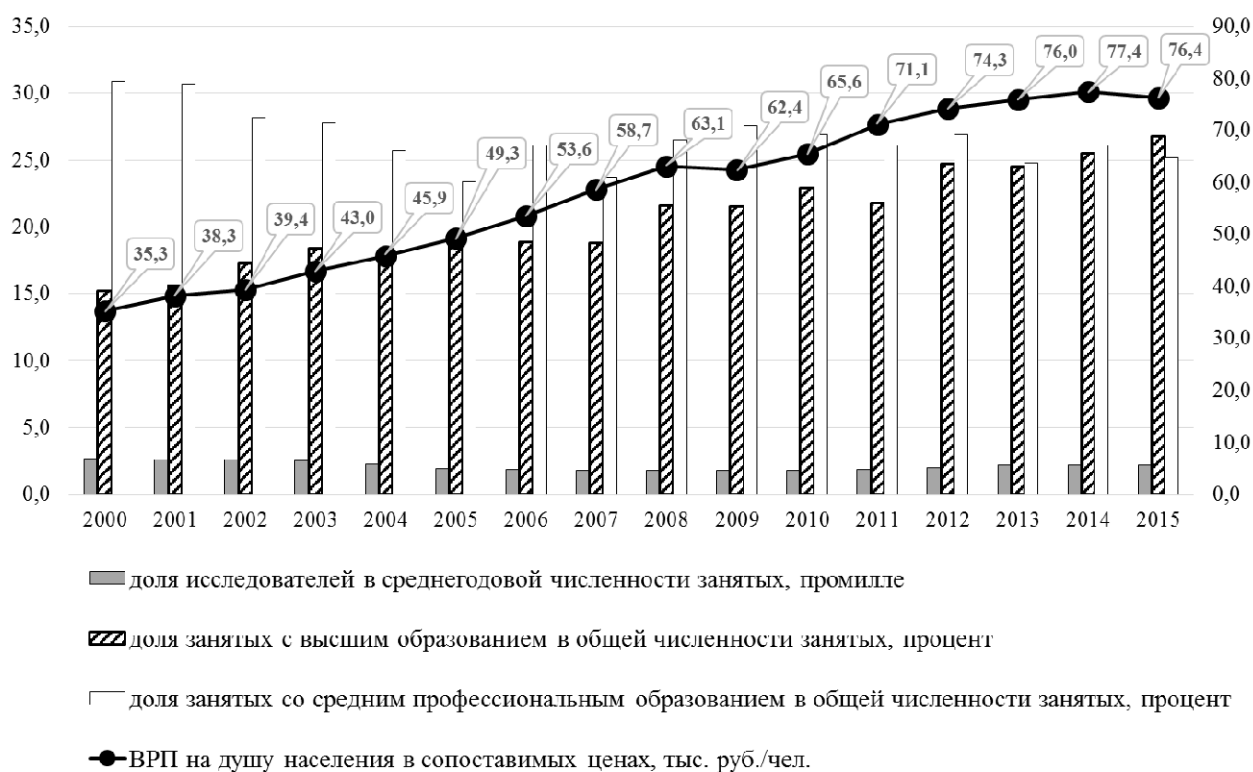 35,0 90,0
30,0 80,0
25,0 70,0
20,0 60,0
15,0 50,0
10,0 40,0
5,0 30,0
0,0 20,0
10,0
0,0
35,3 38,3 39,4 43,0 45,9 49,3 53,6 58,7 63,1 62,4 65,6 71,1 74,3 76,0 77,4 76,4
2000 2001 2002 2003 2004 2005 2006 2007 2008 2009 2010 2011 2012 2013 2014 2015
доля исследователей в среднегодовой численности занятых, промилле
доля занятых с высшим образованием в общей численности занятых, процент
доля занятых со средним профессиональным образованием в общей численности занятых, процент
ВРП на душу населения в сопоставимых ценах, тыс. руб./чел.